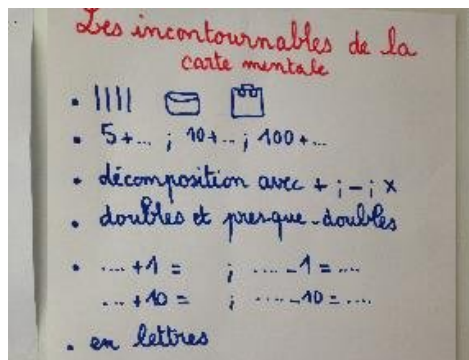 Les incontournables de la
carte mentale
•
• 5+... ; 10+... ; 100+...
• décomposition avec + ; - ; ×
• doubles et presque-doubles
• .... +1 = ; .... -1 = ....
... +10 = ; .... -10 = ....
• en lettres